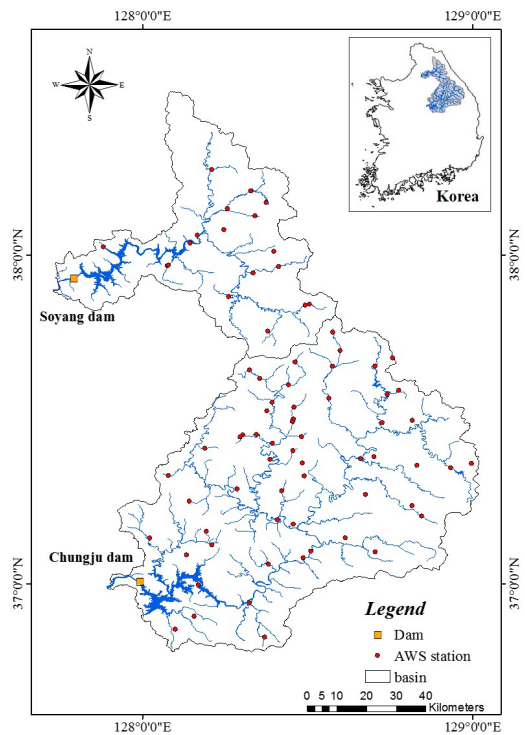 128°0'0"E 129°0'0"E
N
W E
S
Korea
38°0'0"N 38°0'0"N
Soyang dam
Chungju dam
37°0'0"N 37°0'0"N
Legend
Dam
AWS station
basin
0 5 10 20 30 40
Kilometers
128°0'0"E 129°0'0"E